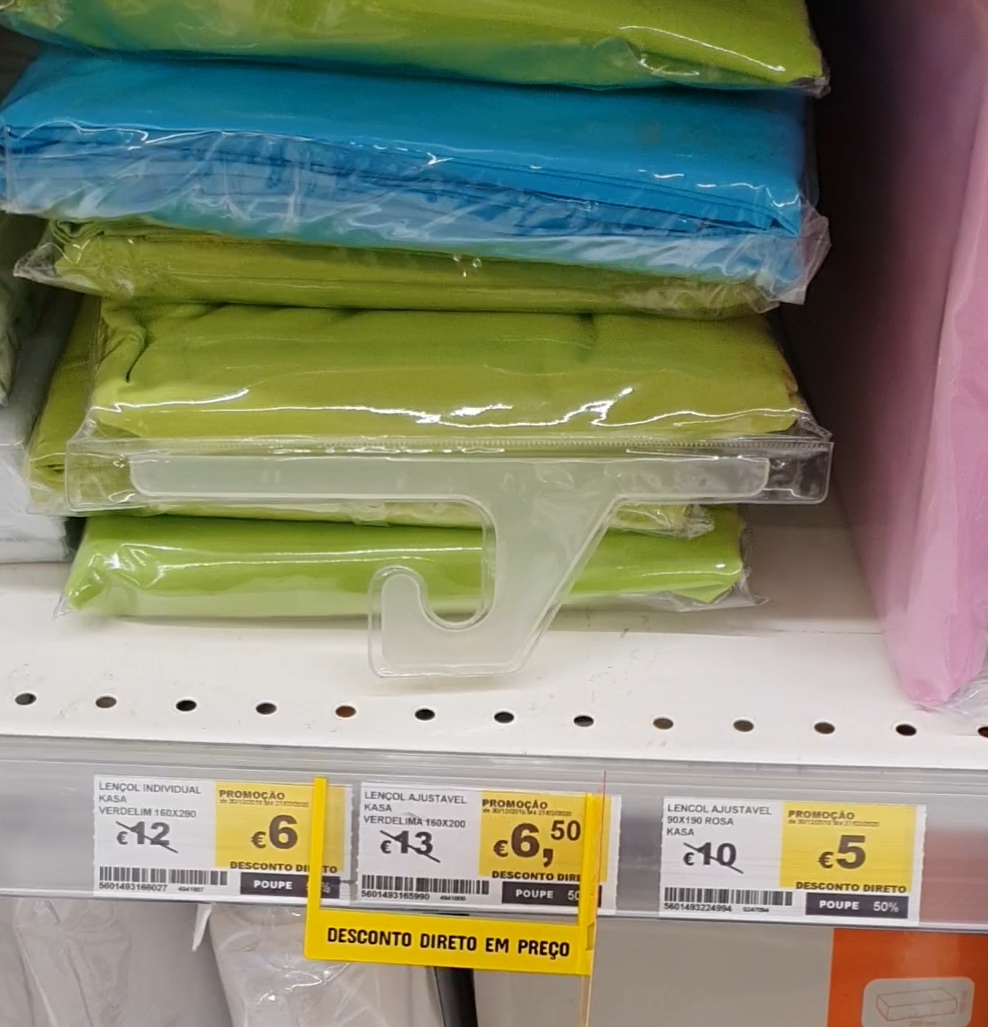 LENÇOL INDIVIDUAL
KASA
VERDELIM 160X290
€12
PROMOÇÃO
€6
DESCONTO DIRETO
5601493166027
POUPE
LENÇOL AJUSTAVEL
KASA
VERDELIMA 160X200
€13
PROMOÇÃO
€6,50
DESCONTO DIRE
5601493165990
POUPE 50
LENCOL AJUSTAVEL
90X190 ROSA
KASA
€10
PROMOÇÃO
€5
DESCONTO DIRETO
5601493224994
POUPE 50%
DESCONTO DIRETO EM PREÇO